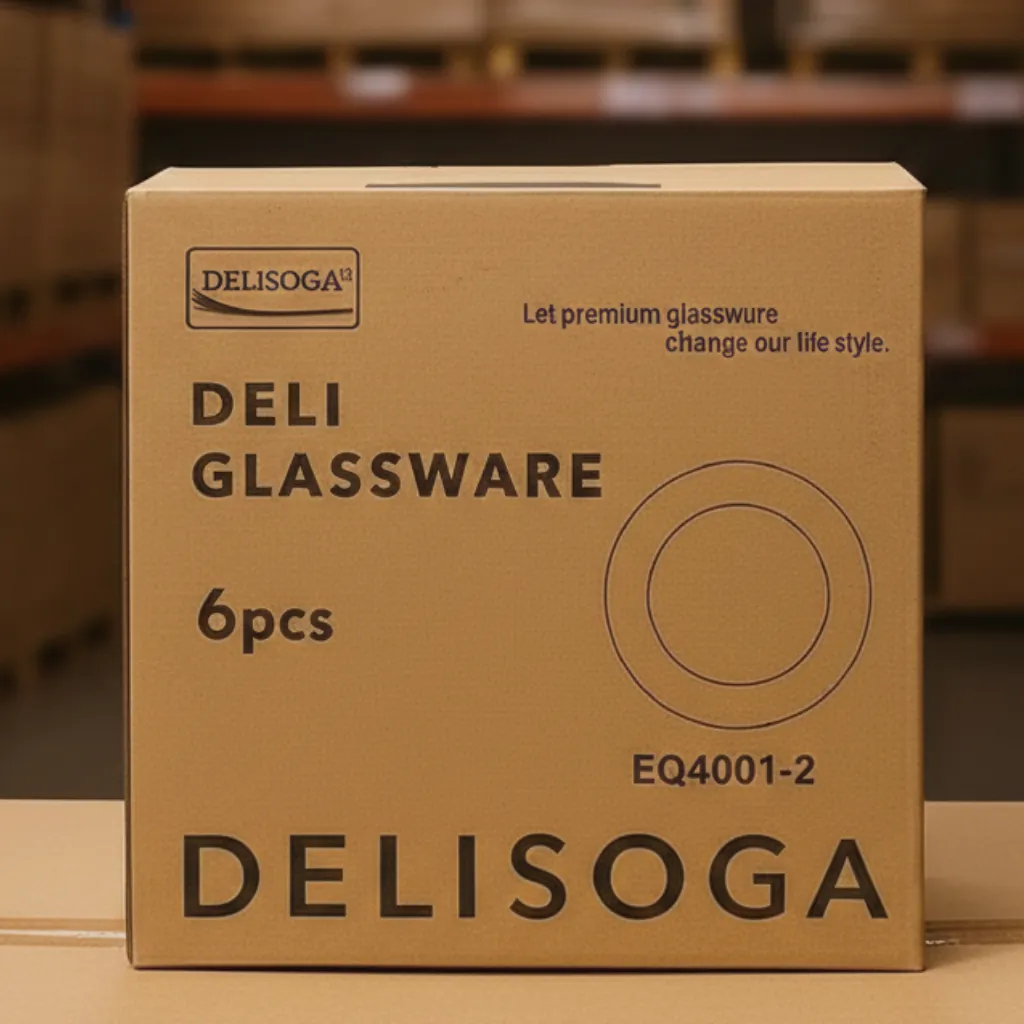 DELISOGA
Let premium glasswure
change our life style.
DELI
GLASSWARE
6pcs
EQ4001-2
DELISOGA